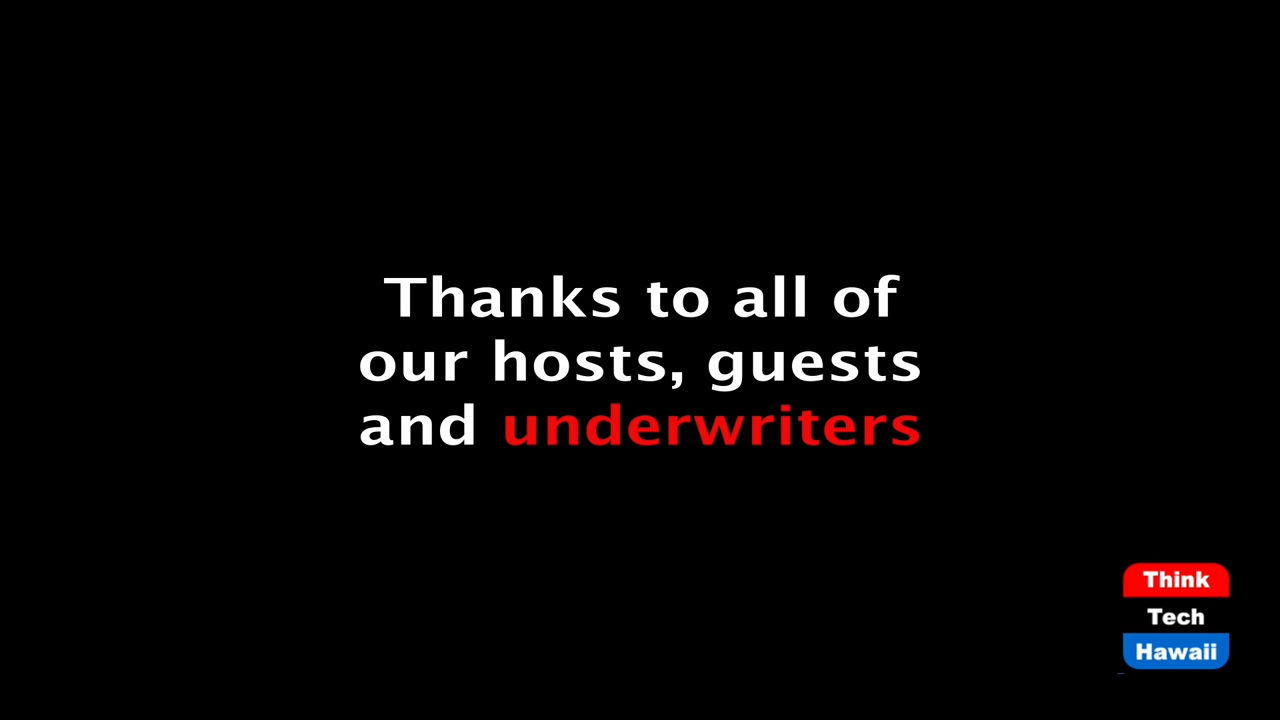 Thanks to all of
our hosts, guests
and underwriters
Think
Tech
Hawaii